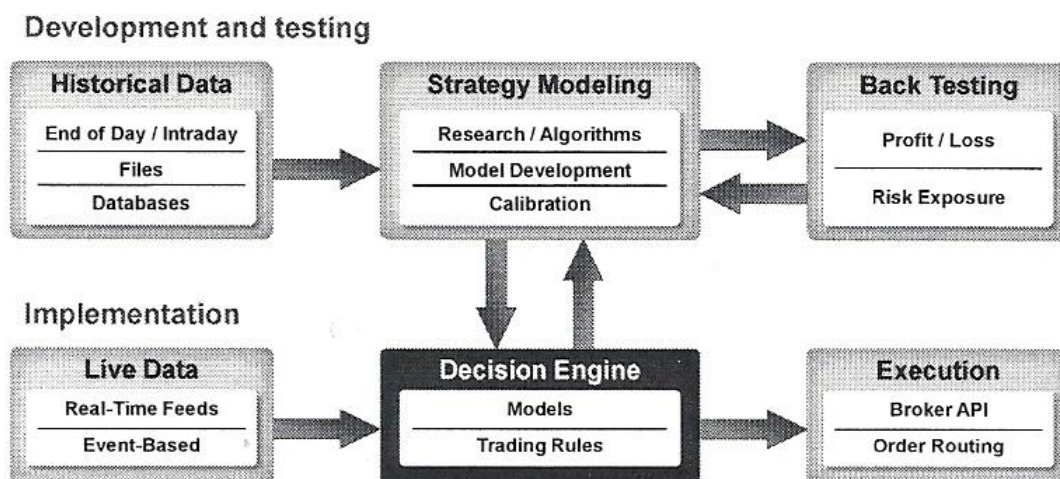 Development and testing
Historical Data
End of Day / Intraday
Files
Databases
Strategy Modeling
Research / Algorithms
Model Development
Calibration
Back Testing
Profit / Loss
Risk Exposure
Implementation
Live Data
Real-Time Feeds
Event-Based
Decision Engine
Models
Trading Rules
Execution
Broker API
Order Routing